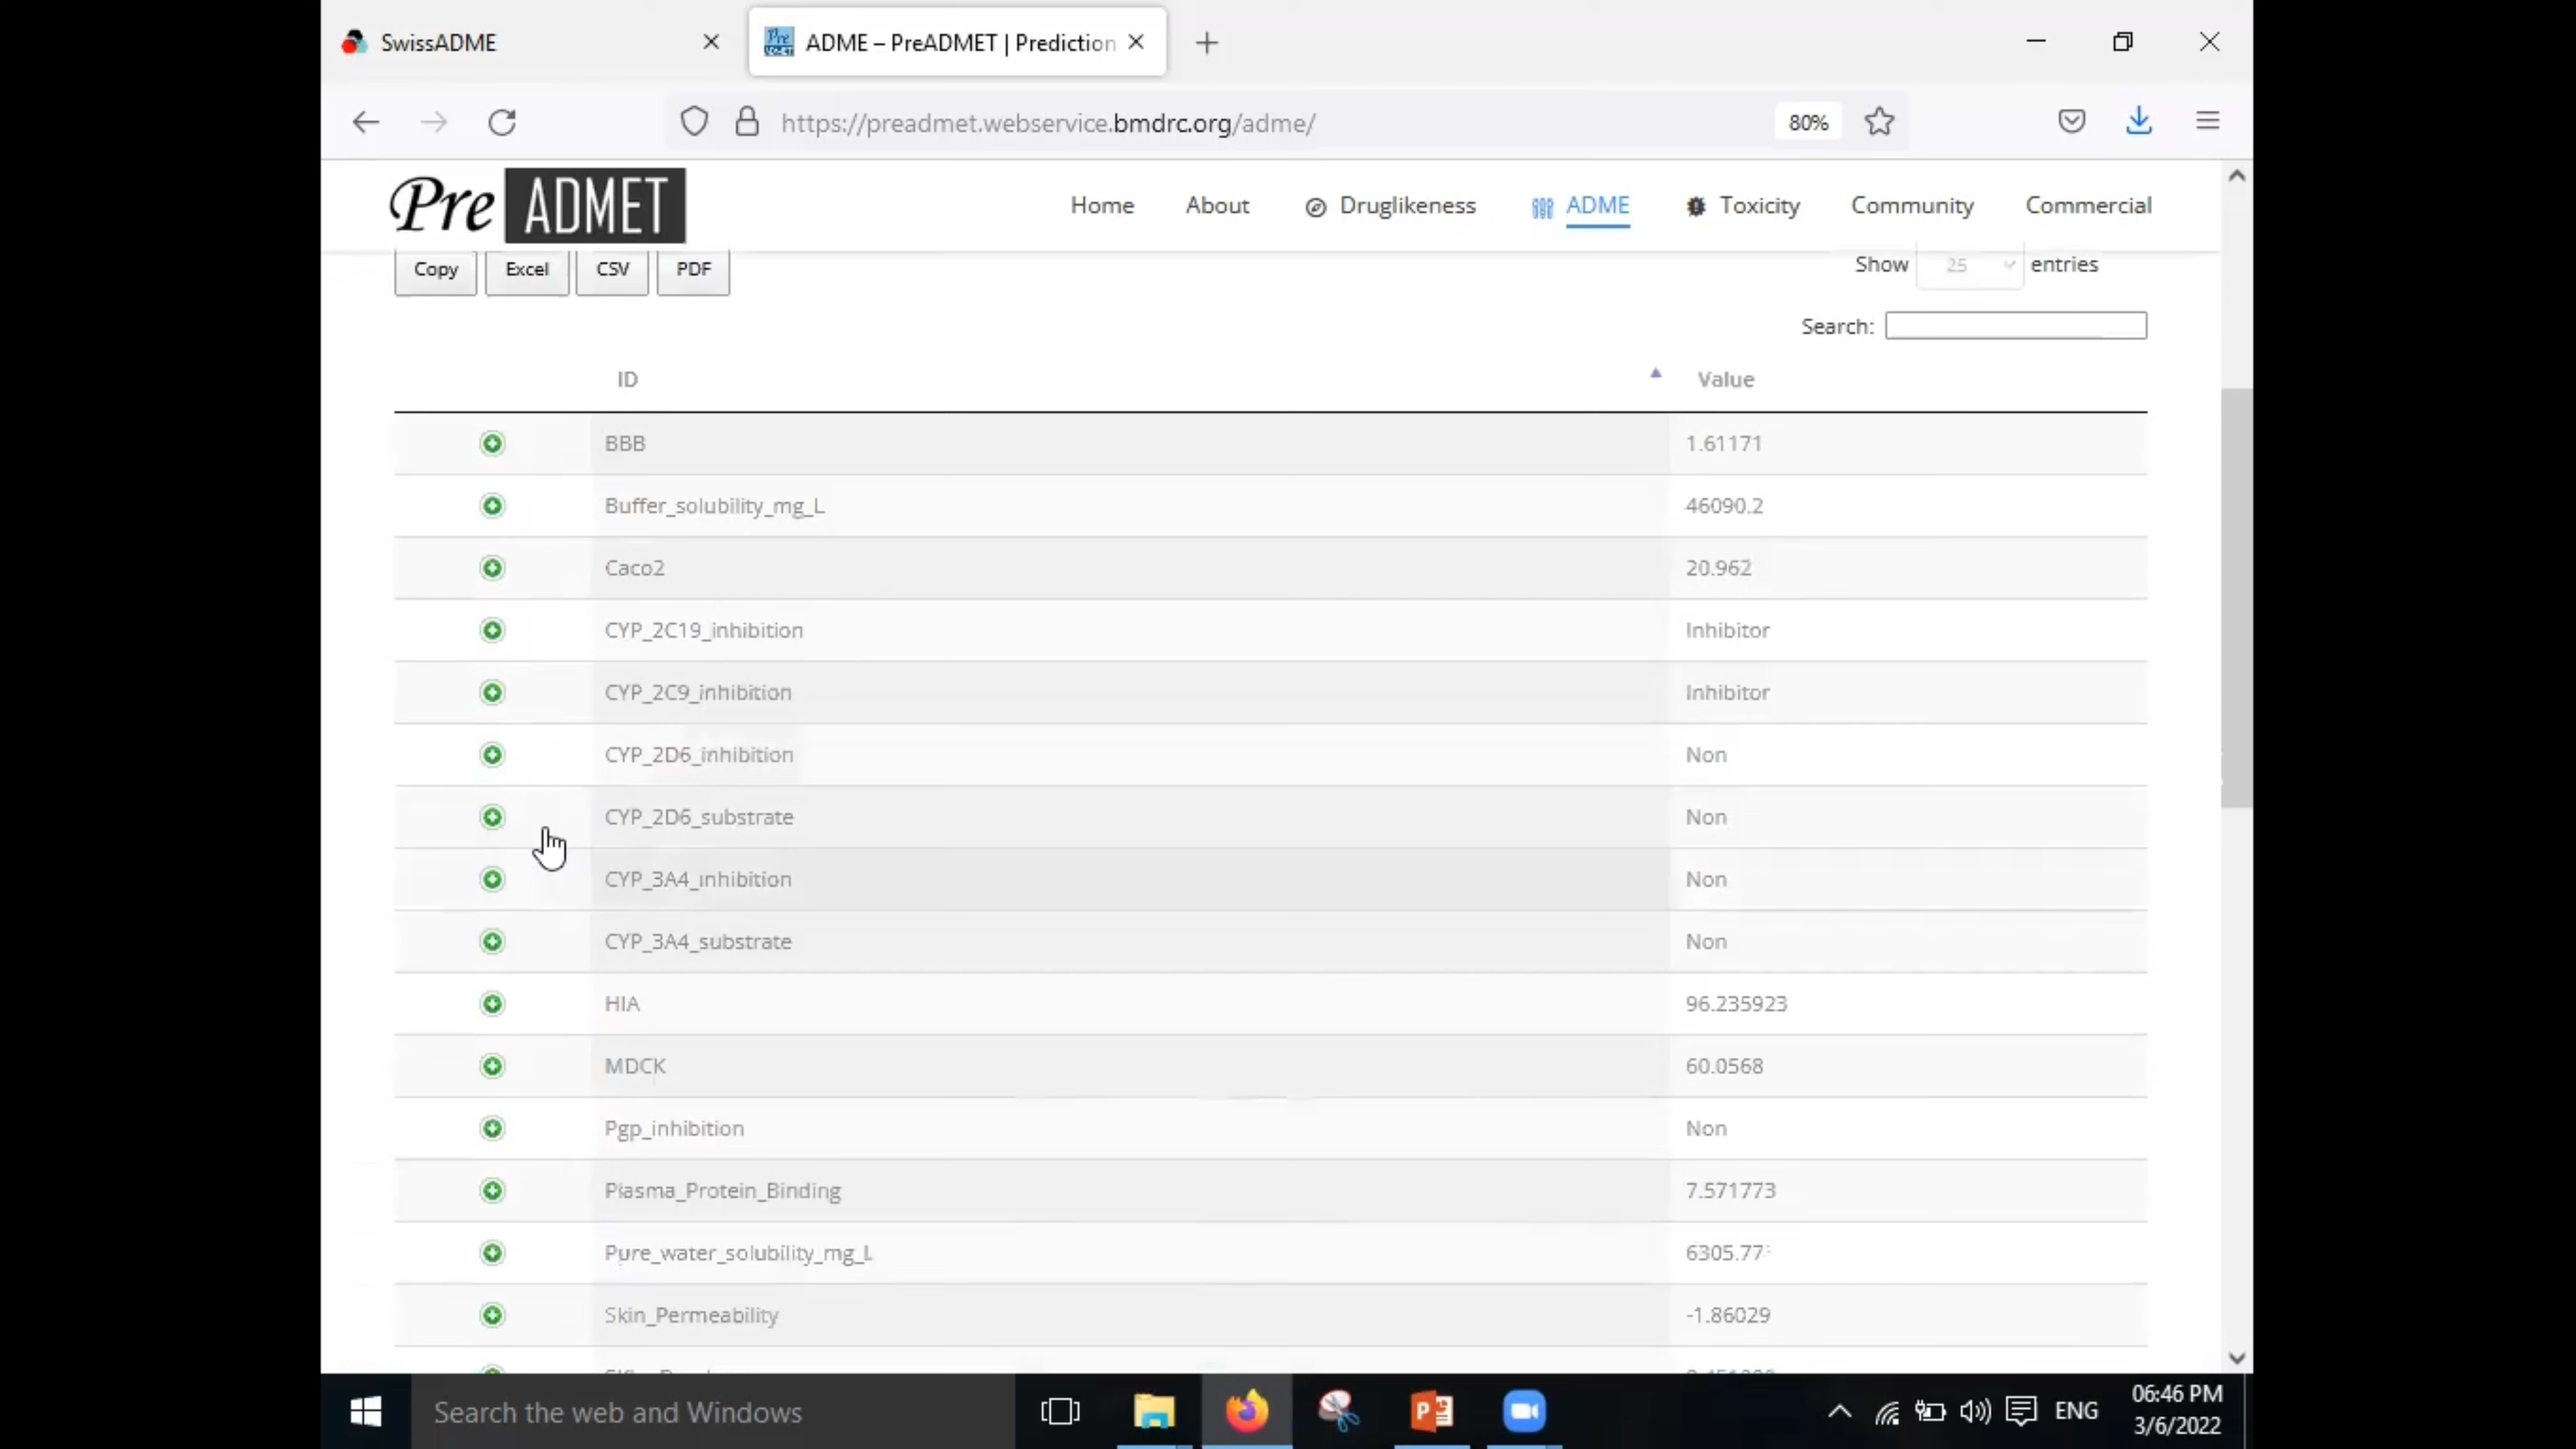 SwissADME
ADME – PreADMET | Prediction
https://preadmet.webservice.bmdrc.org/adme/
80%
Pre ADMET
Home About Druglikeness ADME Toxicity Community Commercial
Copy Excel CSV PDF
Show 25 entries
Search:
ID Value
BBB 1.61171
Buffer_solubility_mg_L 46090.2
Caco2 20.962
CYP_2C19_inhibition Inhibitor
CYP_2C9_inhibition Inhibitor
CYP_2D6_inhibition Non
CYP_2D6_substrate Non
CYP_3A4_inhibition Non
CYP_3A4_substrate Non
HIA 96.235923
MDCK 60.0568
Pgp_inhibition Non
Plasma_Protein_Binding 7.571773
Pure_water_solubility_mg_L
Skin_Permeability -1.86029
Search the web and Windows
ENG
06:46 PM
3/6/2022